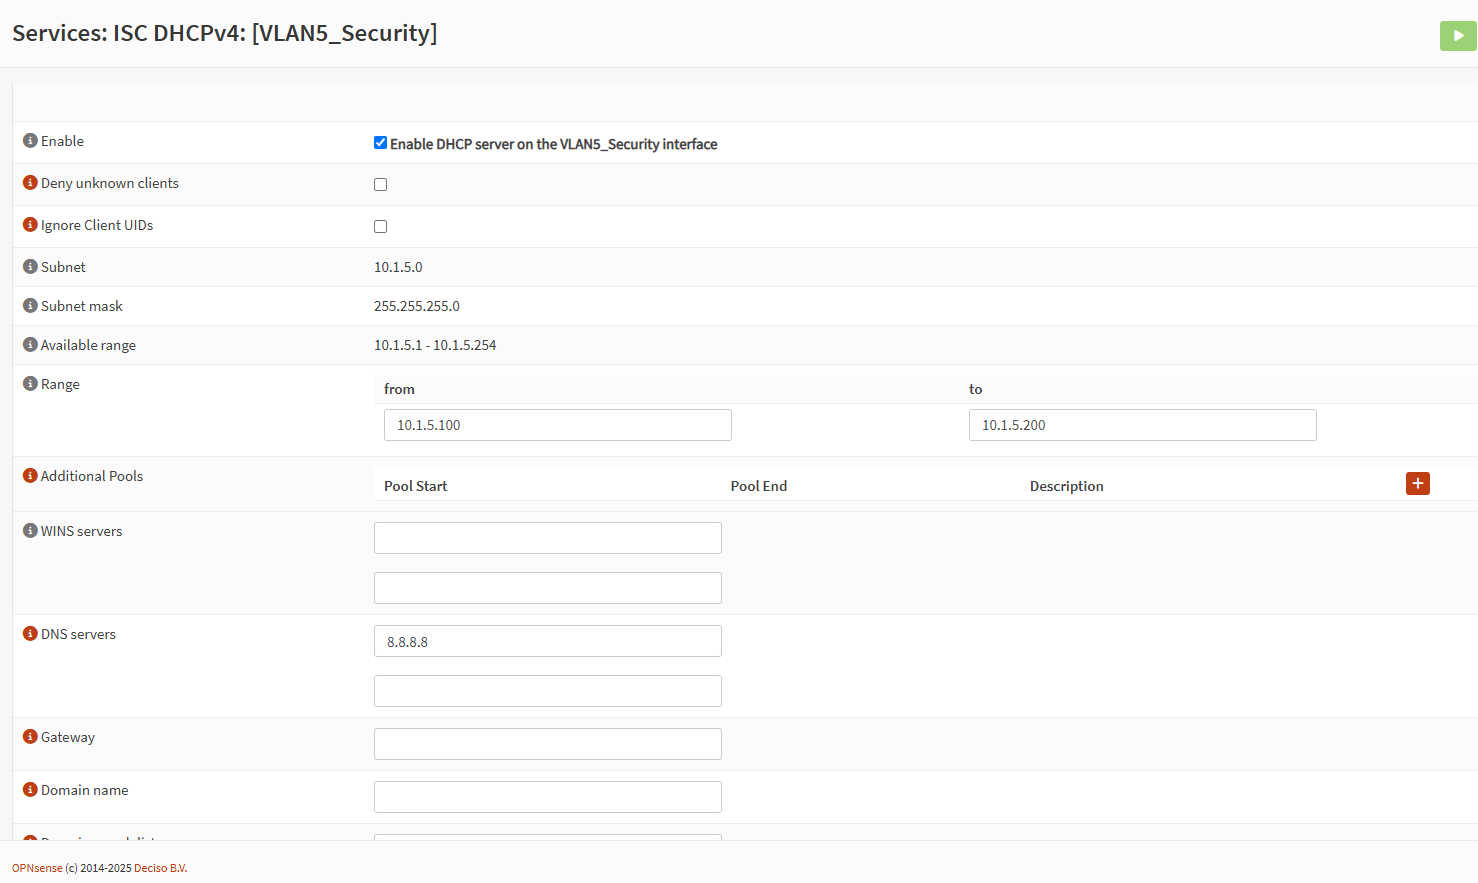 Services: ISC DHCPv4: [VLAN5_Security]
Enable
Enable DHCP server on the VLAN5_Security interface
Deny unknown clients
Ignore Client UIDs
Subnet
10.1.5.0
Subnet mask
255.255.255.0
Available range
10.1.5.1 - 10.1.5.254
Range
from
to
10.1.5.100
10.1.5.200
Additional Pools
Pool Start
Pool End
Description
WINS servers
DNS servers
8.8.8.8
Gateway
Domain name
OPNsense (c) 2014-2025 Deciso B.V.